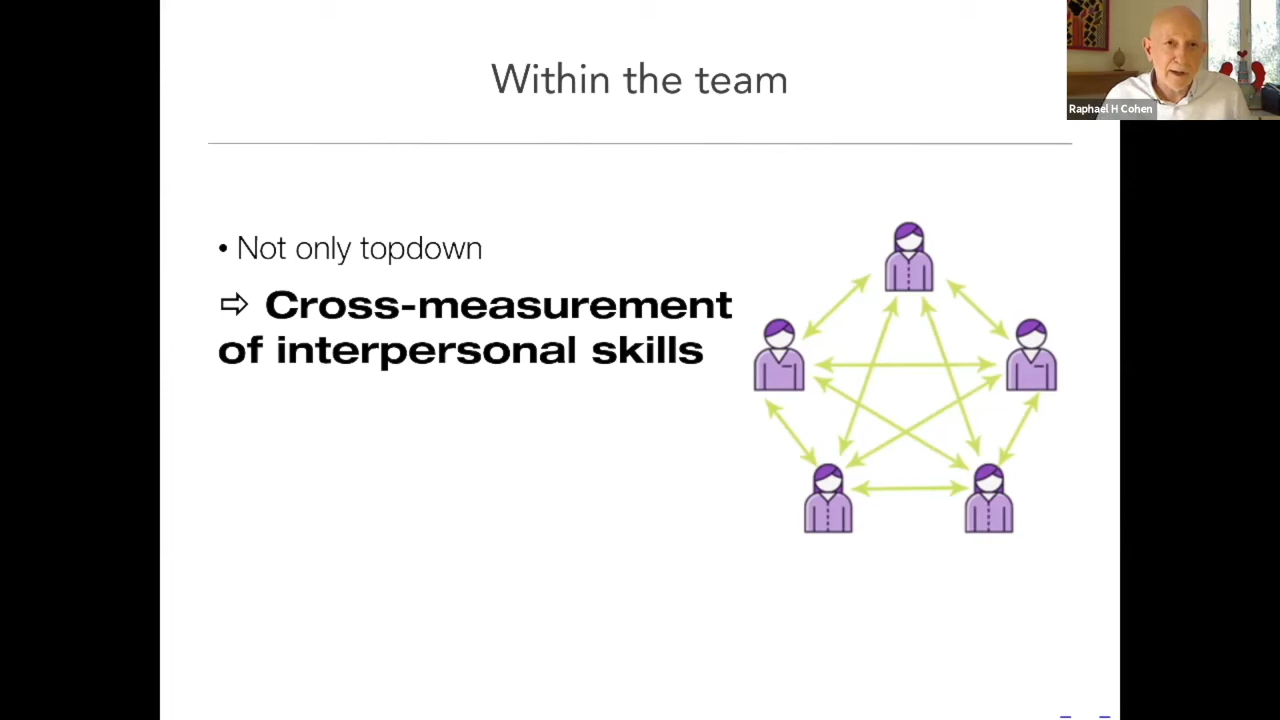 Within the team
Raphael H Cohen
• Not only topdown
⇨ Cross-measurement
of interpersonal skills